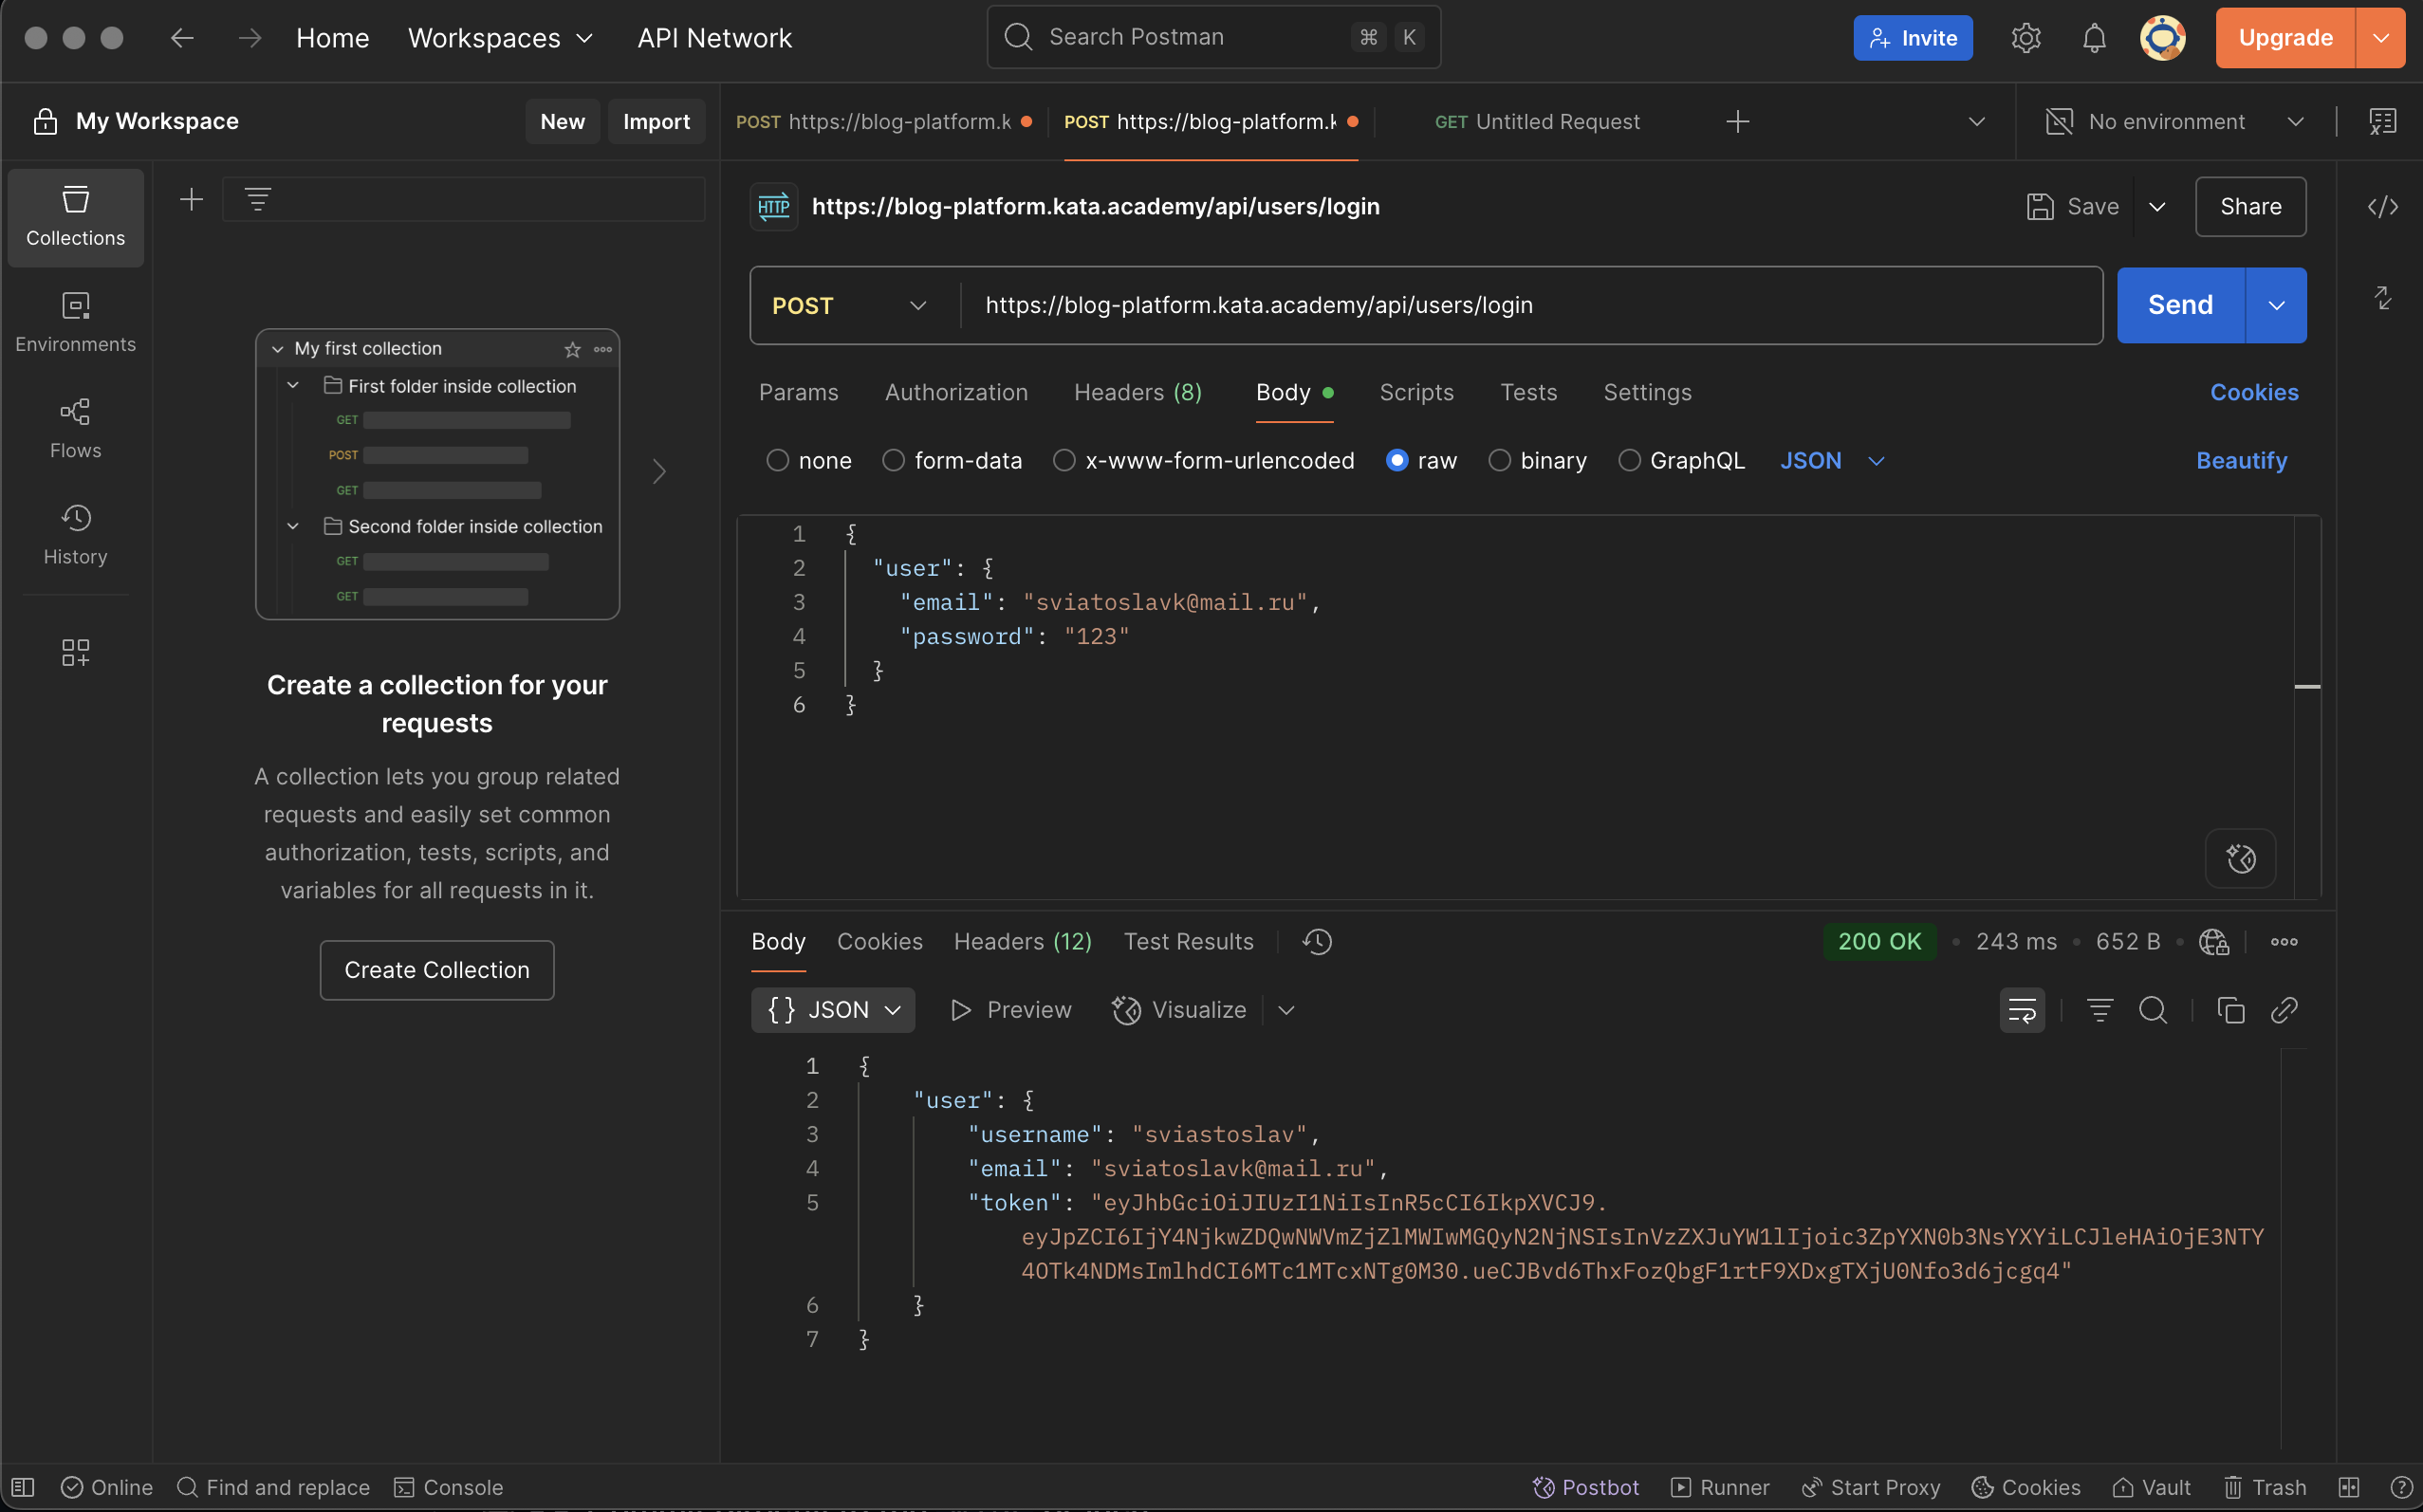 Home Workspaces API Network Search Postman ⌘ K Invite Upgrade
My Workspace New Import POST https://blog-platform.k POST https://blog-platform.k GET Untitled Request No environment
Collections
Environments
Flows
History
My first collection
First folder inside collection
GET
POST
GET
Second folder inside collection
GET
GET
Create a collection for your
requests
A collection lets you group related
requests and easily set common
authorization, tests, scripts, and
variables for all requests in it.
Create Collection
HTTP https://blog-platform.kata.academy/api/users/login Save Share
POST https://blog-platform.kata.academy/api/users/login Send
Params Authorization Headers (8) Body Scripts Tests Settings Cookies
none form-data x-www-form-urlencoded raw binary GraphQL JSON Beautify
1 {
2 "user": {
3 "email": "sviatoslavk@mail.ru",
4 "password": "123"
5 }
6 }
Body Cookies Headers (12) Test Results 200 OK 243 ms 652 B
{} JSON Preview Visualize
1 {
2 "user": {
3 "username": "sviastoslav",
4 "email": "sviatoslavk@mail.ru",
5 "token": "eyJhbGciOiJIUzI1NiIsInR5cCI6IkpXVCJ9.
eyJpZCI6IjY4NjkwZDQwNWVmZjZlMWIwMGQyN2NjNSIsInVzZXJuYW1lIjoic3ZpYXN0b3NsYXYiLCJleHAiOjE3NTY
4OTk4NDMsImlhdCI6MTc1MTcxNTg0M30.ueCJBvd6ThxFozQbgF1rtF9XDxgTXjU0Nfo3d6jcgq4"
6 }
7 }
Online Find and replace Console Postbot Runner Start Proxy Cookies Vault Trash